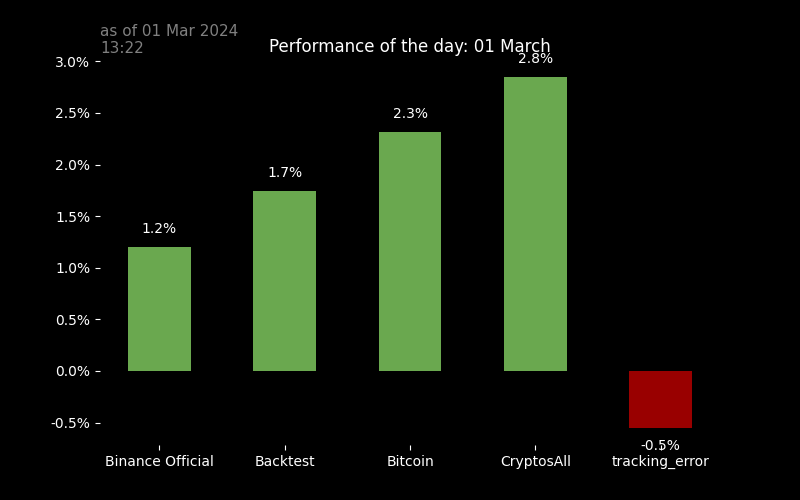 as of 01 Mar 2024
13:22
Performance of the day: 01 March
3.0%
2.5%
2.0%
1.5%
1.0%
0.5%
0.0%
-0.5%
1.2%
1.7%
2.3%
2.8%
-0.5%
Binance Official
Backtest
Bitcoin
CryptosAll
tracking_error